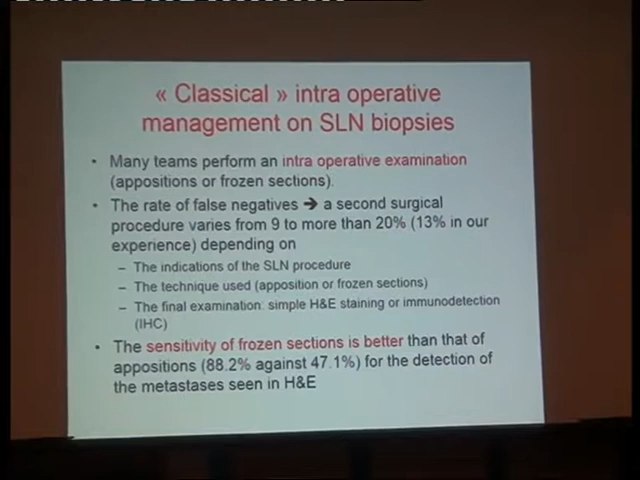 « Classical » intra operative
management on SLN biopsies
• Many teams perform an intra operative examination
(appositions or frozen sections).
• The rate of false negatives ➔ a second surgical
procedure varies from 9 to more than 20% (13% in our
experience) depending on
– The indications of the SLN procedure
– The technique used (apposition or frozen sections)
– The final examination: simple H&E staining or immunodetection
(IHC)
• The sensitivity of frozen sections is better than that of
appositions (88.2% against 47.1%) for the detection of
the metastases seen in H&E